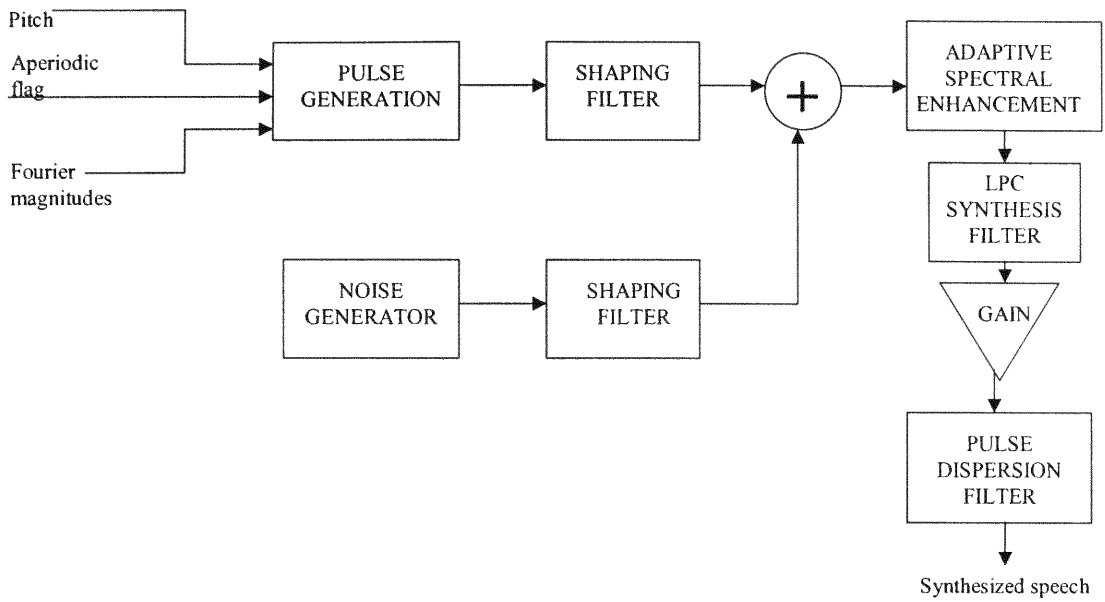 Pitch
Aperiodic
flag
Fourier
magnitudes
PULSE
GENERATION
SHAPING
FILTER
+
ADAPTIVE
SPECTRAL
ENHANCEMENT
LPC
SYNTHESIS
FILTER
NOISE
GENERATOR
SHAPING
FILTER
GAIN
PULSE
DISPERSION
FILTER
Synthesized speech